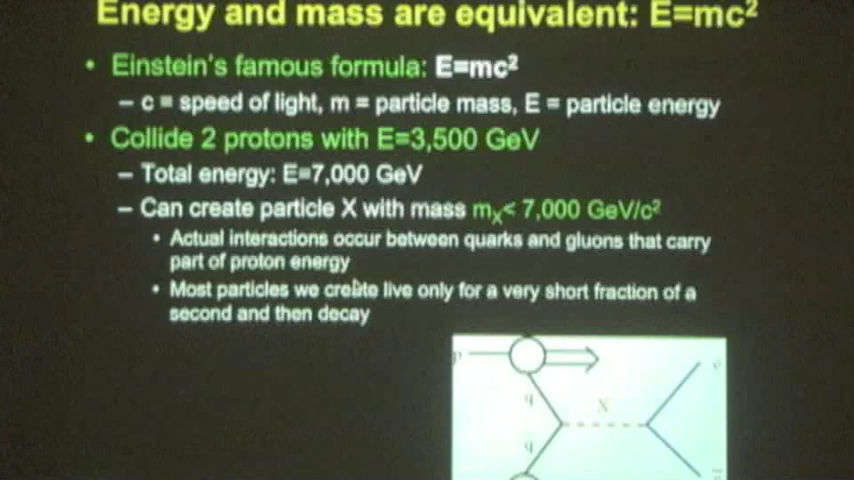 Energy and mass are equivalent: E=mc²
• Einstein's famous formula: E=mc²
– c = speed of light, m = particle mass, E = particle energy
• Collide 2 protons with E=3,500 GeV
– Total energy: E=7,000 GeV
– Can create particle X with mass mX< 7,000 GeV/c²
• Actual interactions occur between quarks and gluons that carry
part of proton energy
• Most particles we create live only for a very short fraction of a
second and then decay
p
q
X
q